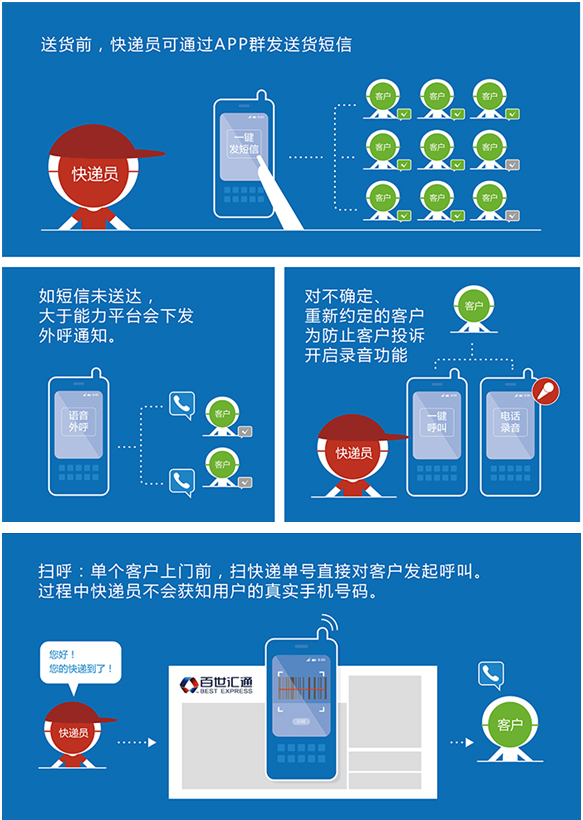 送货前，快递员可通过APP群发送货短信
快递员
一键
发短信
客户
客户
客户
客户
客户
客户
客户
客户
客户
如短信未送达，
大于能力平台会下发
外呼通知。
语音
外呼
客户
客户
对不确定、
重新约定的客户
为防止客户投诉
开启录音功能
客户
快递员
一键
呼叫
电话
录音
扫呼：单个客户上门前，扫快递单号直接对客户发起呼叫。
过程中快递员不会获知用户的真实手机号码。
您好！
您的快递到了！
快递员
百世汇通
BEST EXPRESS
客户